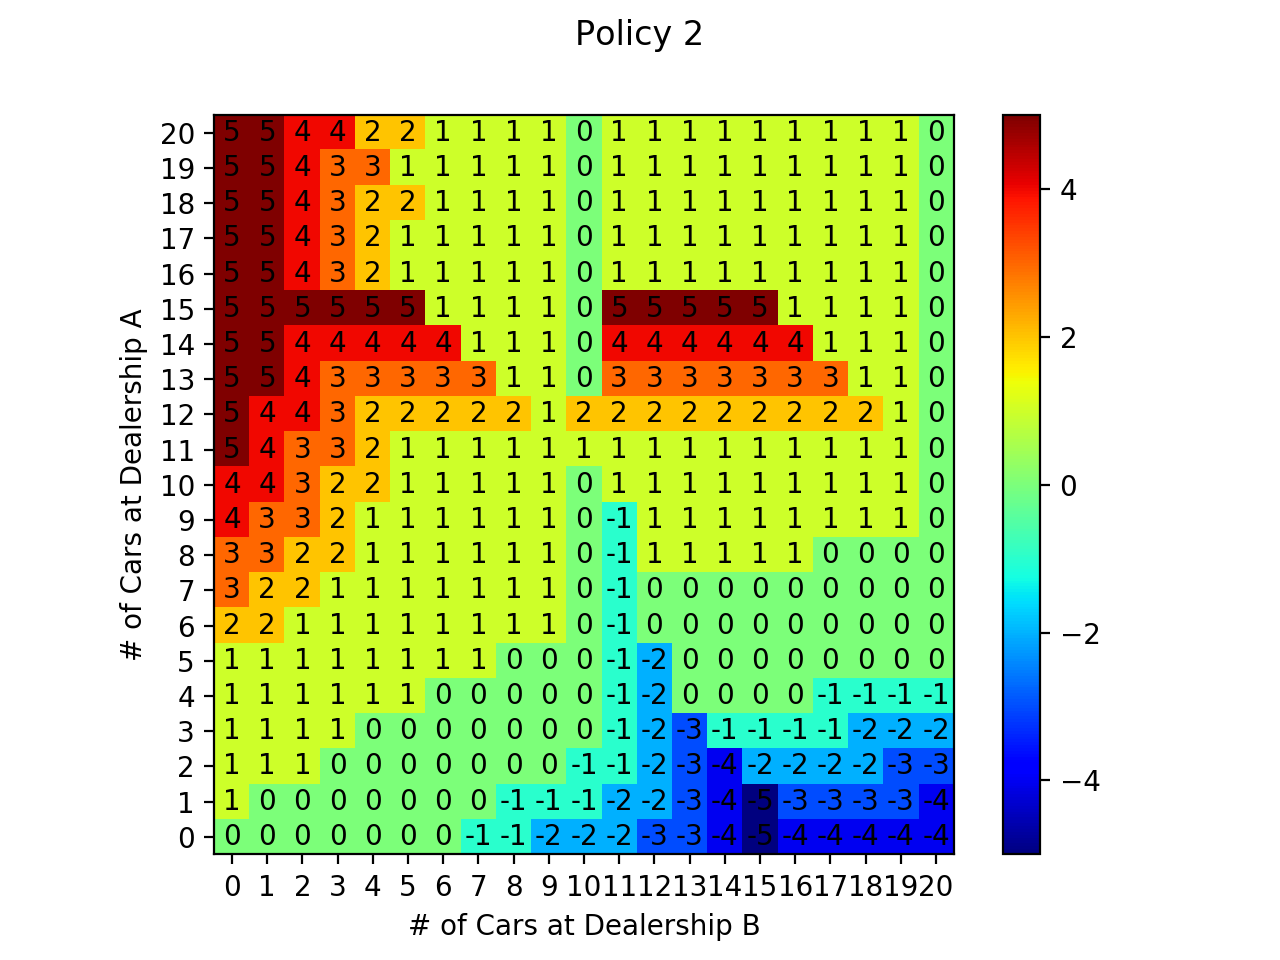 Policy 2
20 5 5 4 4 2 2 1 1 1 1 0 1 1 1 1 1 1 1 1 1 0
19 5 5 4 3 3 1 1 1 1 1 0 1 1 1 1 1 1 1 1 1 0
18 5 5 4 3 2 2 1 1 1 1 0 1 1 1 1 1 1 1 1 1 0
17 5 5 4 3 2 1 1 1 1 1 0 1 1 1 1 1 1 1 1 1 0
16 5 5 4 3 2 1 1 1 1 1 0 1 1 1 1 1 1 1 1 1 0
15 5 5 5 5 5 5 1 1 1 1 0 5 5 5 5 5 1 1 1 1 0
14 5 5 4 4 4 4 4 1 1 1 0 4 4 4 4 4 4 1 1 1 0
13 5 5 4 3 3 3 3 3 1 1 0 3 3 3 3 3 3 3 1 1 0
12 5 4 4 3 2 2 2 2 2 1 2 2 2 2 2 2 2 2 2 1 0
11 5 4 3 3 2 1 1 1 1 1 1 1 1 1 1 1 1 1 1 1 0
10 4 4 3 2 2 1 1 1 1 1 0 1 1 1 1 1 1 1 1 1 0
9 4 3 3 2 1 1 1 1 1 1 0 -1 1 1 1 1 1 1 1 1 0
8 3 3 2 2 1 1 1 1 1 1 0 -1 1 1 1 1 1 0 0 0 0
7 3 2 2 1 1 1 1 1 1 1 0 -1 0 0 0 0 0 0 0 0 0
6 2 2 1 1 1 1 1 1 1 1 0 -1 0 0 0 0 0 0 0 0 0
5 1 1 1 1 1 1 1 1 0 0 0 -1 -2 0 0 0 0 0 0 0 0
4 1 1 1 1 1 1 0 0 0 0 0 -1 -2 0 0 0 0 -1 -1 -1 -1
3 1 1 1 1 0 0 0 0 0 0 0 -1 -2 -3 -1 -1 -1 -1 -2 -2 -2
2 1 1 1 0 0 0 0 0 0 0 -1 -1 -2 -3 -4 -2 -2 -2 -2 -3 -3
1 1 0 0 0 0 0 0 0 -1 -1 -1 -2 -2 -3 -4 -5 -3 -3 -3 -3 -4
0 0 0 0 0 0 0 0 -1 -1 -2 -2 -2 -3 -3 -4 -5 -4 -4 -4 -4 -4
0 1 2 3 4 5 6 7 8 9 10 11 12 13 14 15 16 17 18 19 20
# of Cars at Dealership B
# of Cars at Dealership A
4
2
0
−2
−4